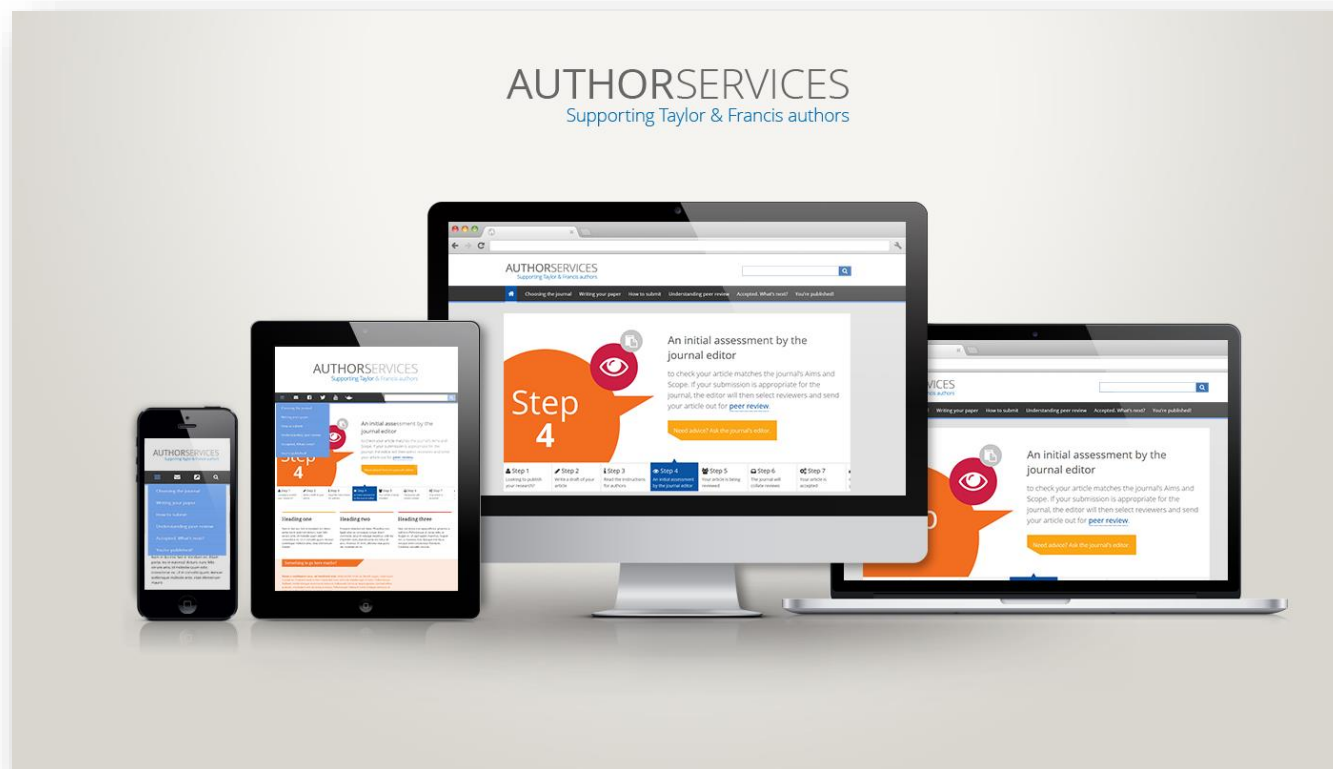 AUTHORSERVICES
Supporting Taylor & Francis authors
AUTHORSERVICES
Supporting Taylor & Francis authors
Choosing the journal Writing your paper How to submit Understanding peer review Accepted. What's next? You're published!
Step
4
An initial assessment by the
journal editor
to check your article matches the journal's Aims and
Scope. If your submission is appropriate for the
journal, the editor will then select reviewers and send
your article out for peer review.
Need advice? Ask the journal's editor.
Step 1
Looking to publish
your research?
Step 2
Write a draft of your
article
Step 3
Read the instructions
for authors
Step 4
An initial assessment
by the journal editor
Step 5
Your article is being
reviewed
Step 6
The journal will
collate reviews
Step 7
Your article is
accepted
AUTHORSERVICES
Supporting Taylor & Francis authors
Choosing the journal
Writing your paper
How to submit
Understanding peer review
Accepted. What's next?
You're published!
AUTHORSERVICES
Supporting Taylor & Francis authors
Step
4
An initial assessment by the
journal editor
Heading one
Heading two
Heading three
VICES
authors
Writing your paper How to submit Understanding peer review Accepted. What's next? You're published!
An initial assessment by the
journal editor
to check your article matches the journal's Aims and
Scope. If your submission is appropriate for the
journal, the editor will then select reviewers and send
your article out for peer review.
Need advice? Ask the journal's editor.